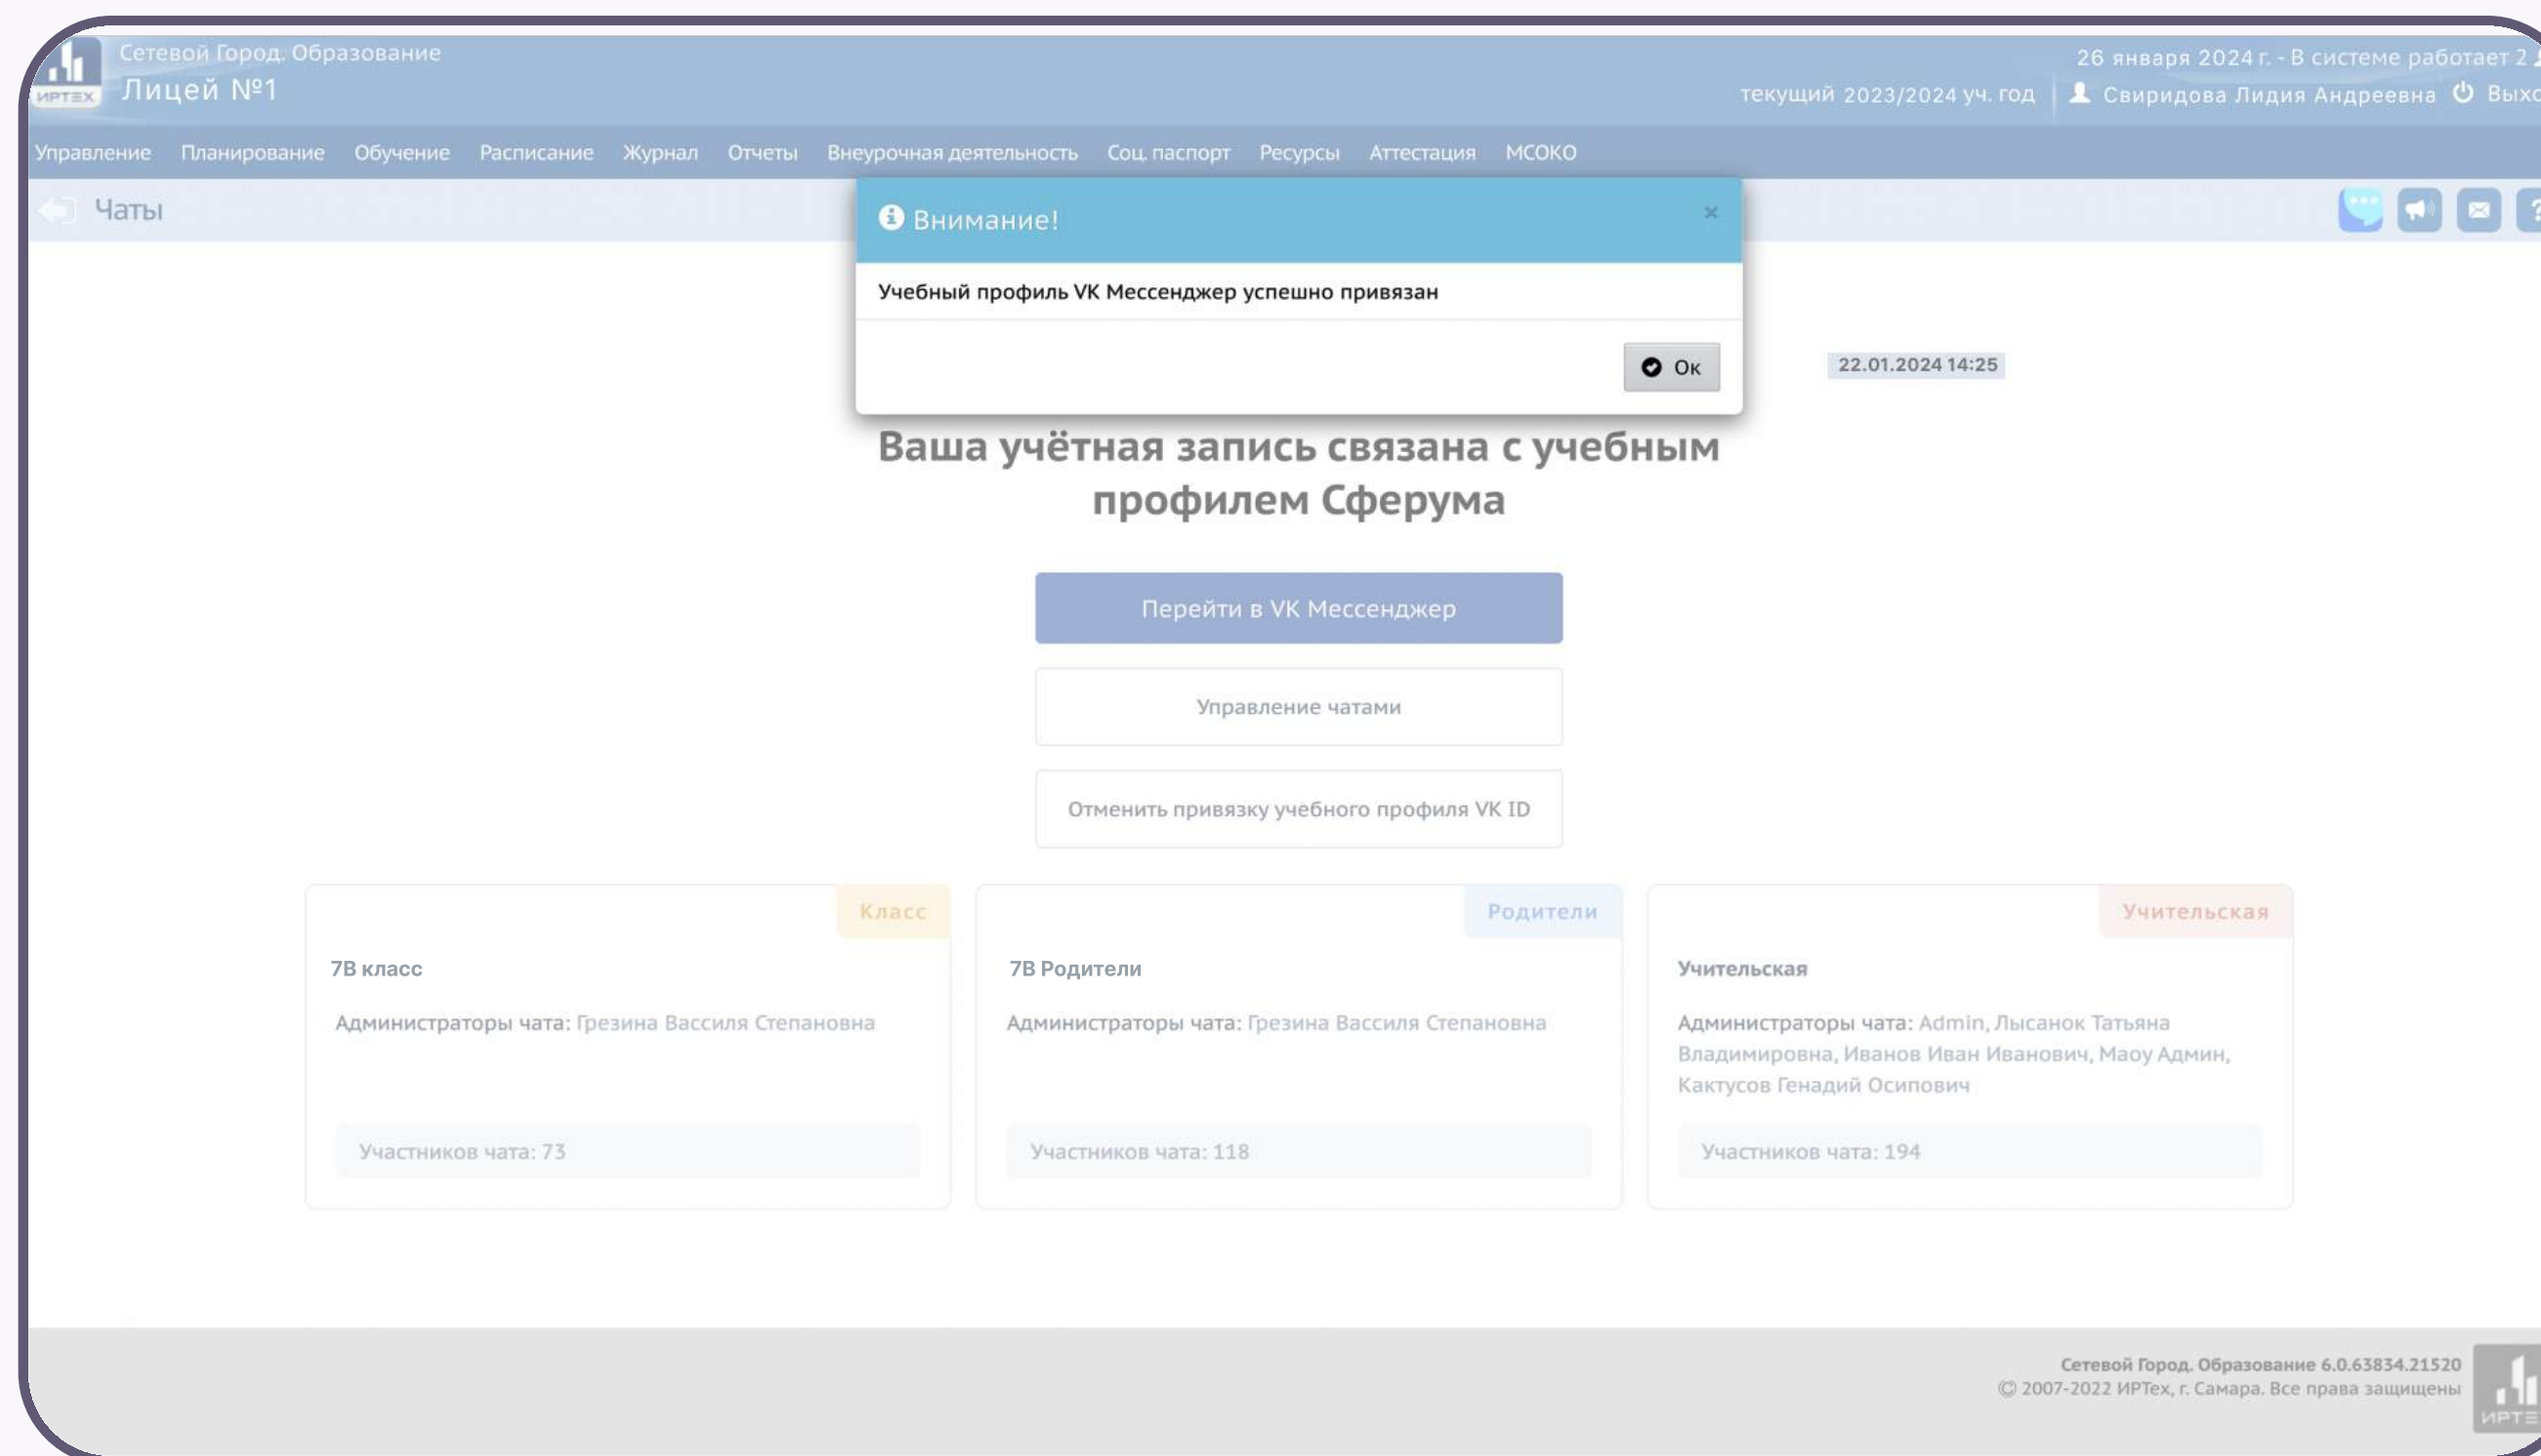 Сетевой Город. Образование
Лицей №1
ИРТЕХ
26 января 2024 г. - В системе работает 2
текущий 2023/2024 уч. год
Свиридова Лидия Андреевна
Управление Планирование Обучение Расписание Журнал Отчеты Внеурочная деятельность Соц. паспорт Ресурсы Аттестация МСОКО
Чаты
Внимание!
Учебный профиль VK Мессенджер успешно привязан
Ок
22.01.2024 14:25
Ваша учётная запись связана с учебным
профилем Сферума
Перейти в VK Мессенджер
Управление чатами
Отменить привязку учебного профиля VK ID
Класс
7В класс
Администраторы чата: Грезина Вассиля Степановна
Участников чата: 73
Родители
7В Родители
Администраторы чата: Грезина Вассиля Степановна
Участников чата: 118
Учительская
Учительская
Администраторы чата: Admin, Лысанок Татьяна
Владимировна, Иванов Иван Иванович, Маоу Админ,
Кактусов Генадий Осипович
Участников чата: 194
Сетевой Город. Образование 6.0.63834.21520
© 2007-2022 ИРТех, г. Самара. Все права защищены